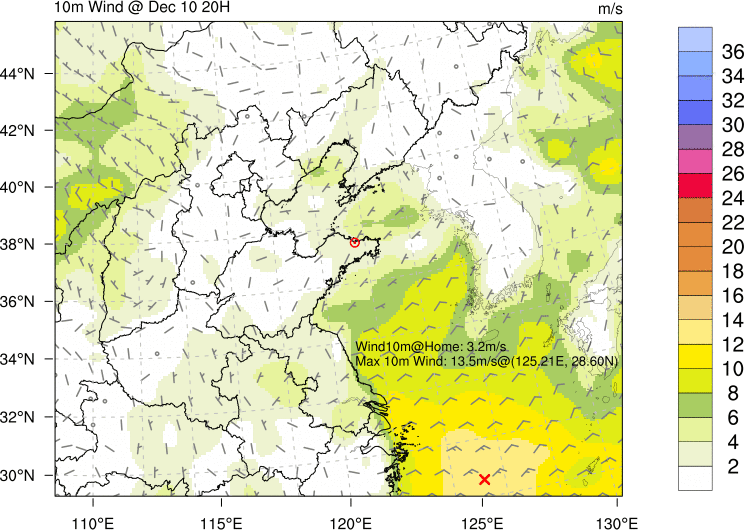 10m Wind @ Dec 10 20H
m/s
44°N
42°N
40°N
38°N
36°N
34°N
32°N
30°N
110°E
115°E
120°E
125°E
130°E
Wind10m@Home: 3.2m/s
Max 10m Wind: 13.5m/s@(125.21E, 28.60N)
36
34
32
30
28
26
24
22
20
18
16
14
12
10
8
6
4
2